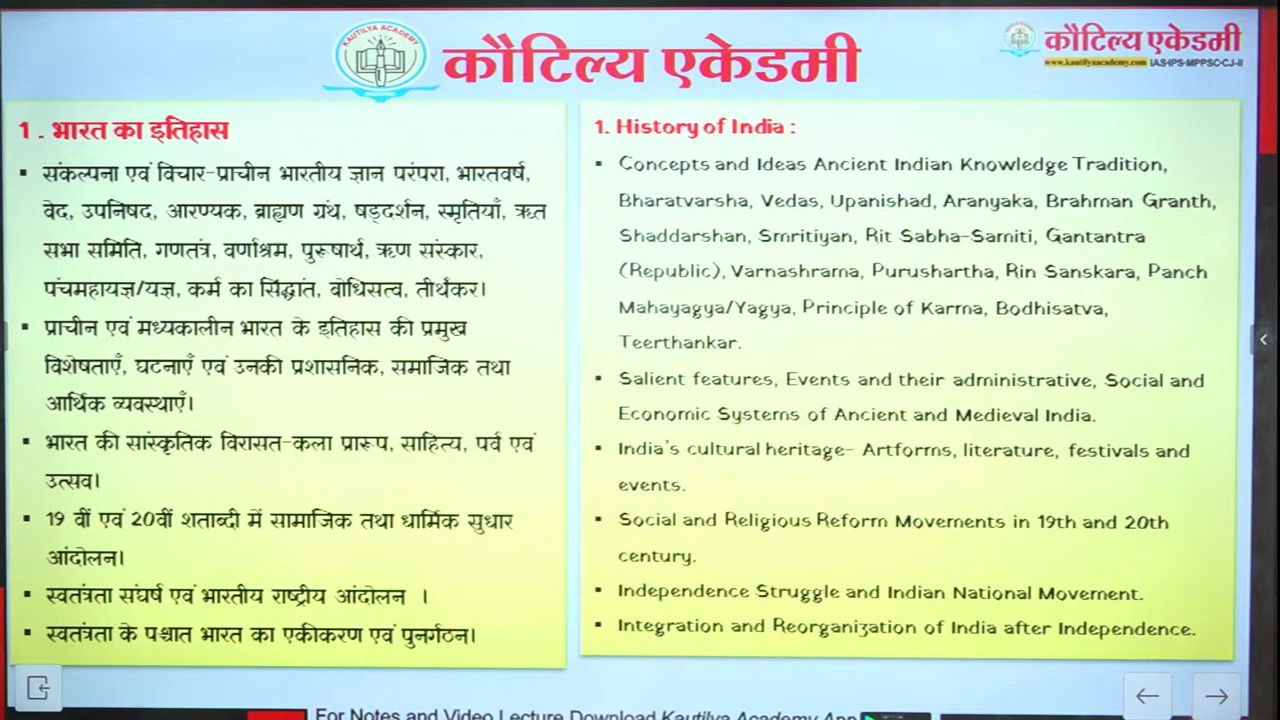 KAUTILYA ACADEMY
कौटिल्य एकेडमी
कौटिल्य एकेडमी
www.kautilyaacademy.com IAS-IPS-MPPSC-CJ-II
1 . भारत का इतिहास
▪ संकल्पना एवं विचार-प्राचीन भारतीय ज्ञान परंपरा, भारतवर्ष,
वेद, उपनिषद, आरण्यक, ब्राह्मण ग्रंथ, षड्दर्शन, स्मृतियाँ, ऋत
सभा समिति, गणतंत्र, वर्णाश्रम, पुरूषार्थ, ऋण संस्कार,
पंचमहायज्ञ/यज्ञ, कर्म का सिद्धांत, बोधिसत्व, तीर्थंकर।
▪ प्राचीन एवं मध्यकालीन भारत के इतिहास की प्रमुख
विशेषताएँ, घटनाएँ एवं उनकी प्रशासनिक, समाजिक तथा
आर्थिक व्यवस्थाएँ।
▪ भारत की सांस्कृतिक विरासत-कला प्रारूप, साहित्य, पर्व एवं
उत्सव।
▪ 19 वीं एवं 20वीं शताब्दी में सामाजिक तथा धार्मिक सुधार
आंदोलन।
▪ स्वतंत्रता संघर्ष एवं भारतीय राष्ट्रीय आंदोलन ।
▪ स्वतंत्रता के पश्चात भारत का एकीकरण एवं पुनर्गठन।
1. History of India :
▪ Concepts and Ideas Ancient Indian Knowledge Tradition,
Bharatvarsha, Vedas, Upanishad, Aranyaka, Brahman Granth,
Shaddarshan, Smritiyan, Rit Sabha-Samiti, Gantantra
(Republic), Varnashrama, Purushartha, Rin Sanskara, Panch
Mahayagya/Yagya, Principle of Karma, Bodhisatva,
Teerthankar.
▪ Salient features, Events and their administrative, Social and
Economic Systems of Ancient and Medieval India.
▪ India's cultural heritage- Artforms, literature, festivals and
events.
▪ Social and Religious Reform Movements in 19th and 20th
century.
▪ Independence Struggle and Indian National Movement.
▪ Integration and Reorganization of India after Independence.
For Notes and Video Lecture Download Kautilya Academy App